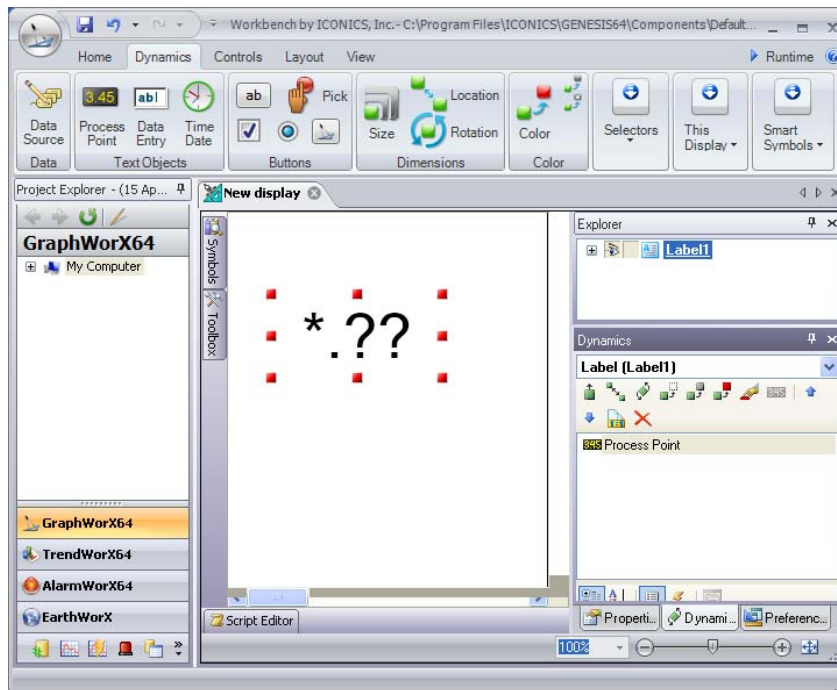 Workbench by ICONICS, Inc.- C:\Program Files\ICONICS\GENESIS64\Components\Default...
Home Dynamics Controls Layout View Runtime
3.45 ab| ab Pick Location
Data Source Process Point Data Entry Time Date Size Rotation Color Selectors This Display Smart Symbols
Data Text Objects Buttons Dimensions Color
Project Explorer - (15 Ap...
New display
GraphWorX64
My Computer
Symbols
Toolbox
*.??
Explorer
Label1
Dynamics
Label (Label1)
345 Process Point
GraphWorX64
TrendWorX64
AlarmWorX64
EarthWorX
Script Editor
Properti... Dynami... Preferenc...
100%